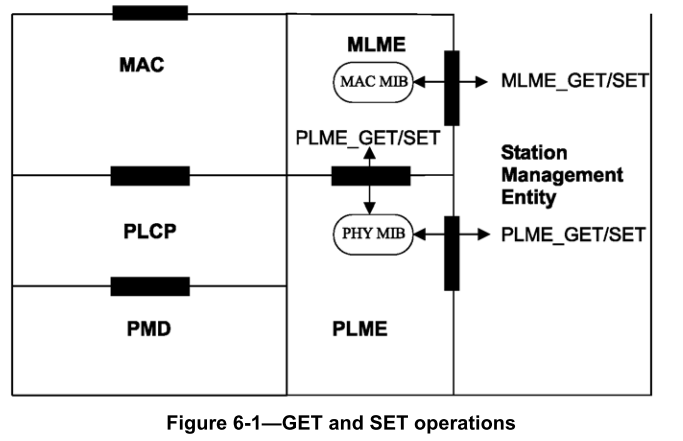 MAC
MLME
MAC MIB
MLME_GET/SET
PLME_GET/SET
Station
Management
Entity
PLCP
PHY MIB
PLME_GET/SET
PMD
PLME
Figure 6-1—GET and SET operations